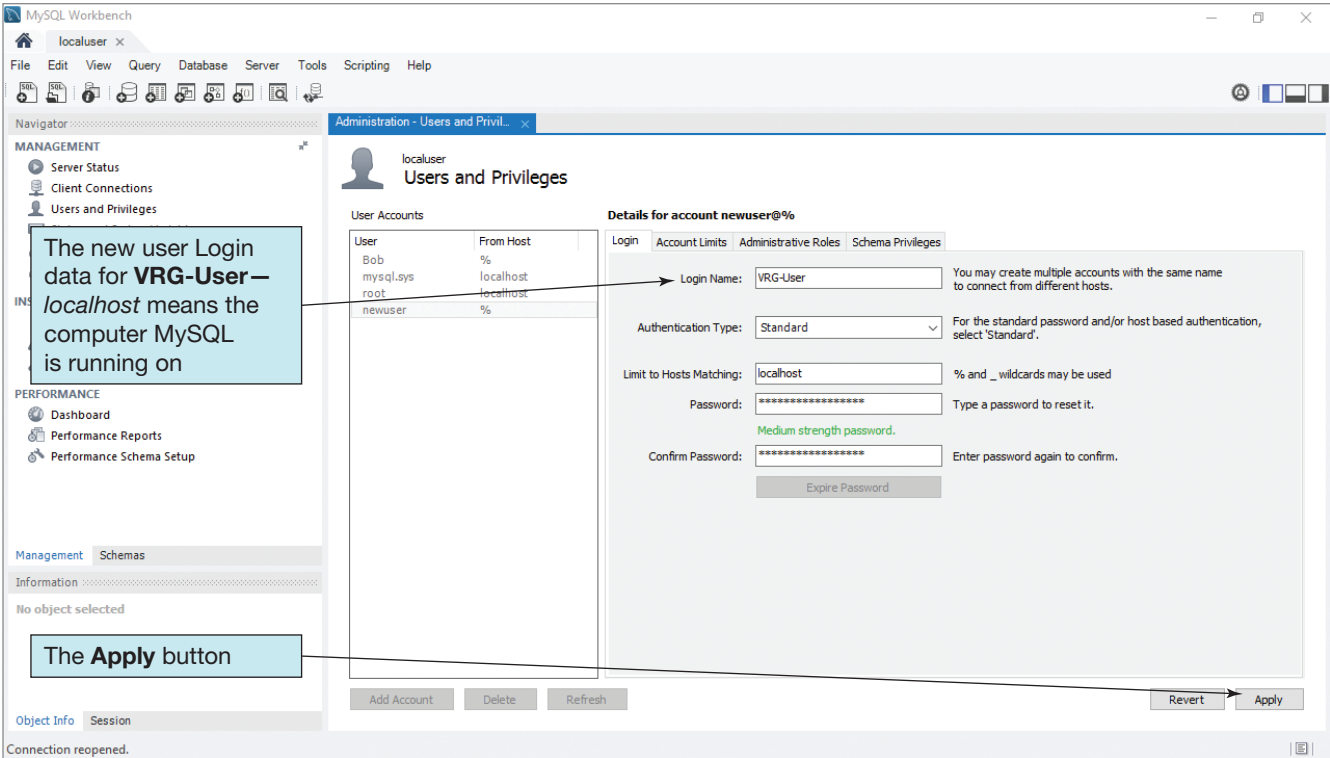 MySQL Workbench
localuser
File Edit View Query Database Server Tools Scripting Help
Navigator
MANAGEMENT
Server Status
Client Connections
Users and Privileges
The new user Login
data for VRG-User—
localhost means the
computer MySQL
is running on
INS
PERFORMANCE
Dashboard
Performance Reports
Performance Schema Setup
Management Schemas
Information
No object selected
The Apply button
Object Info Session
Connection reopened.
Administration - Users and Privil...
localuser
Users and Privileges
User Accounts
User From Host
Bob %
mysql.sys localhost
root localhost
newuser %
Add Account Delete Refresh
Details for account newuser@%
Login Account Limits Administrative Roles Schema Privileges
Login Name: VRG-User You may create multiple accounts with the same name
to connect from different hosts.
Authentication Type: Standard For the standard password and/or host based authentication,
select 'Standard'.
Limit to Hosts Matching: localhost % and _ wildcards may be used
Password: ***************** Type a password to reset it.
Medium strength password.
Confirm Password: ***************** Enter password again to confirm.
Expire Password
Revert Apply